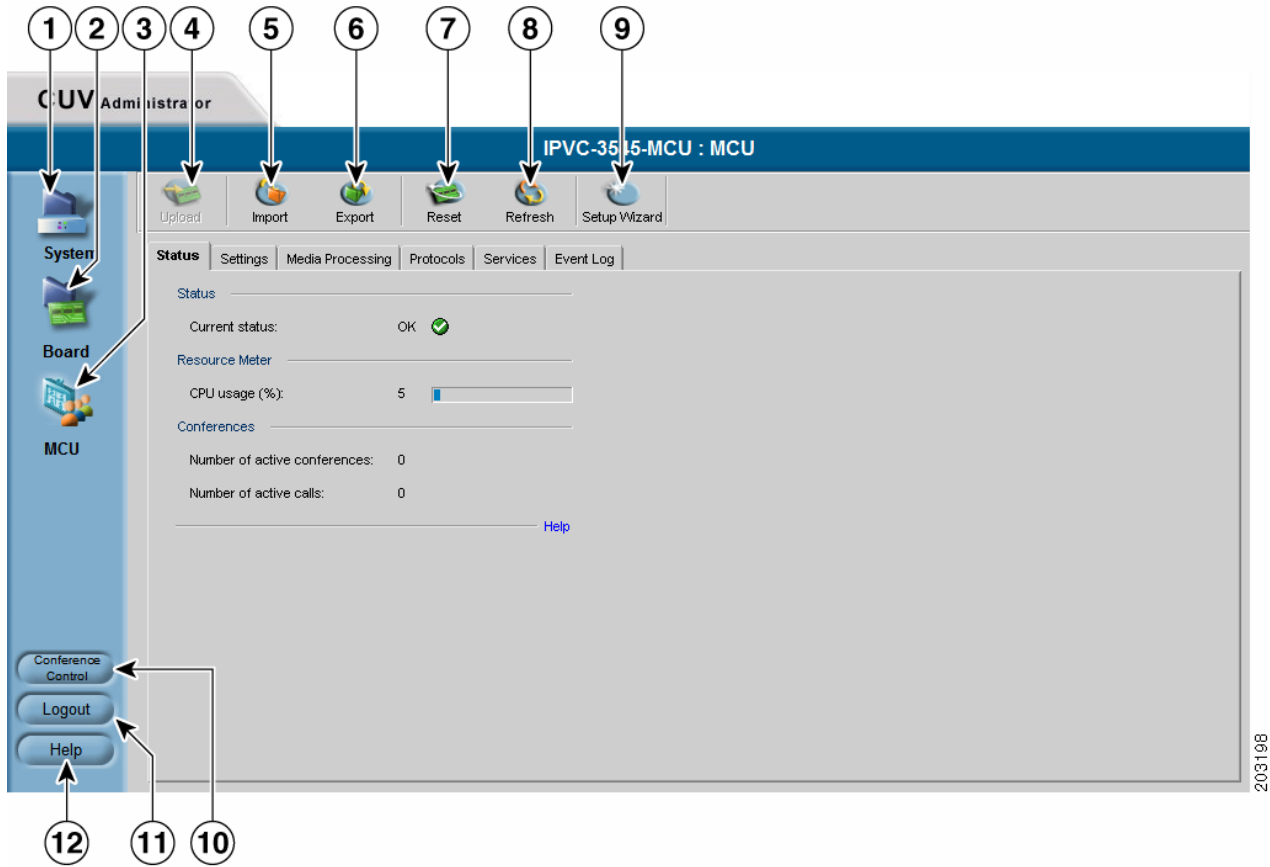 1 2 3 4 5 6 7 8 9
CUV Administrator
IPVC-3545-MCU : MCU
Upload Import Export Reset Refresh Setup Wizard
System
Board
MCU
Status Settings Media Processing Protocols Services Event Log
Status
Current status: OK
Resource Meter
CPU usage (%): 5
Conferences
Number of active conferences: 0
Number of active calls: 0
Help
Conference
Control
Logout
Help
203198
12 11 10